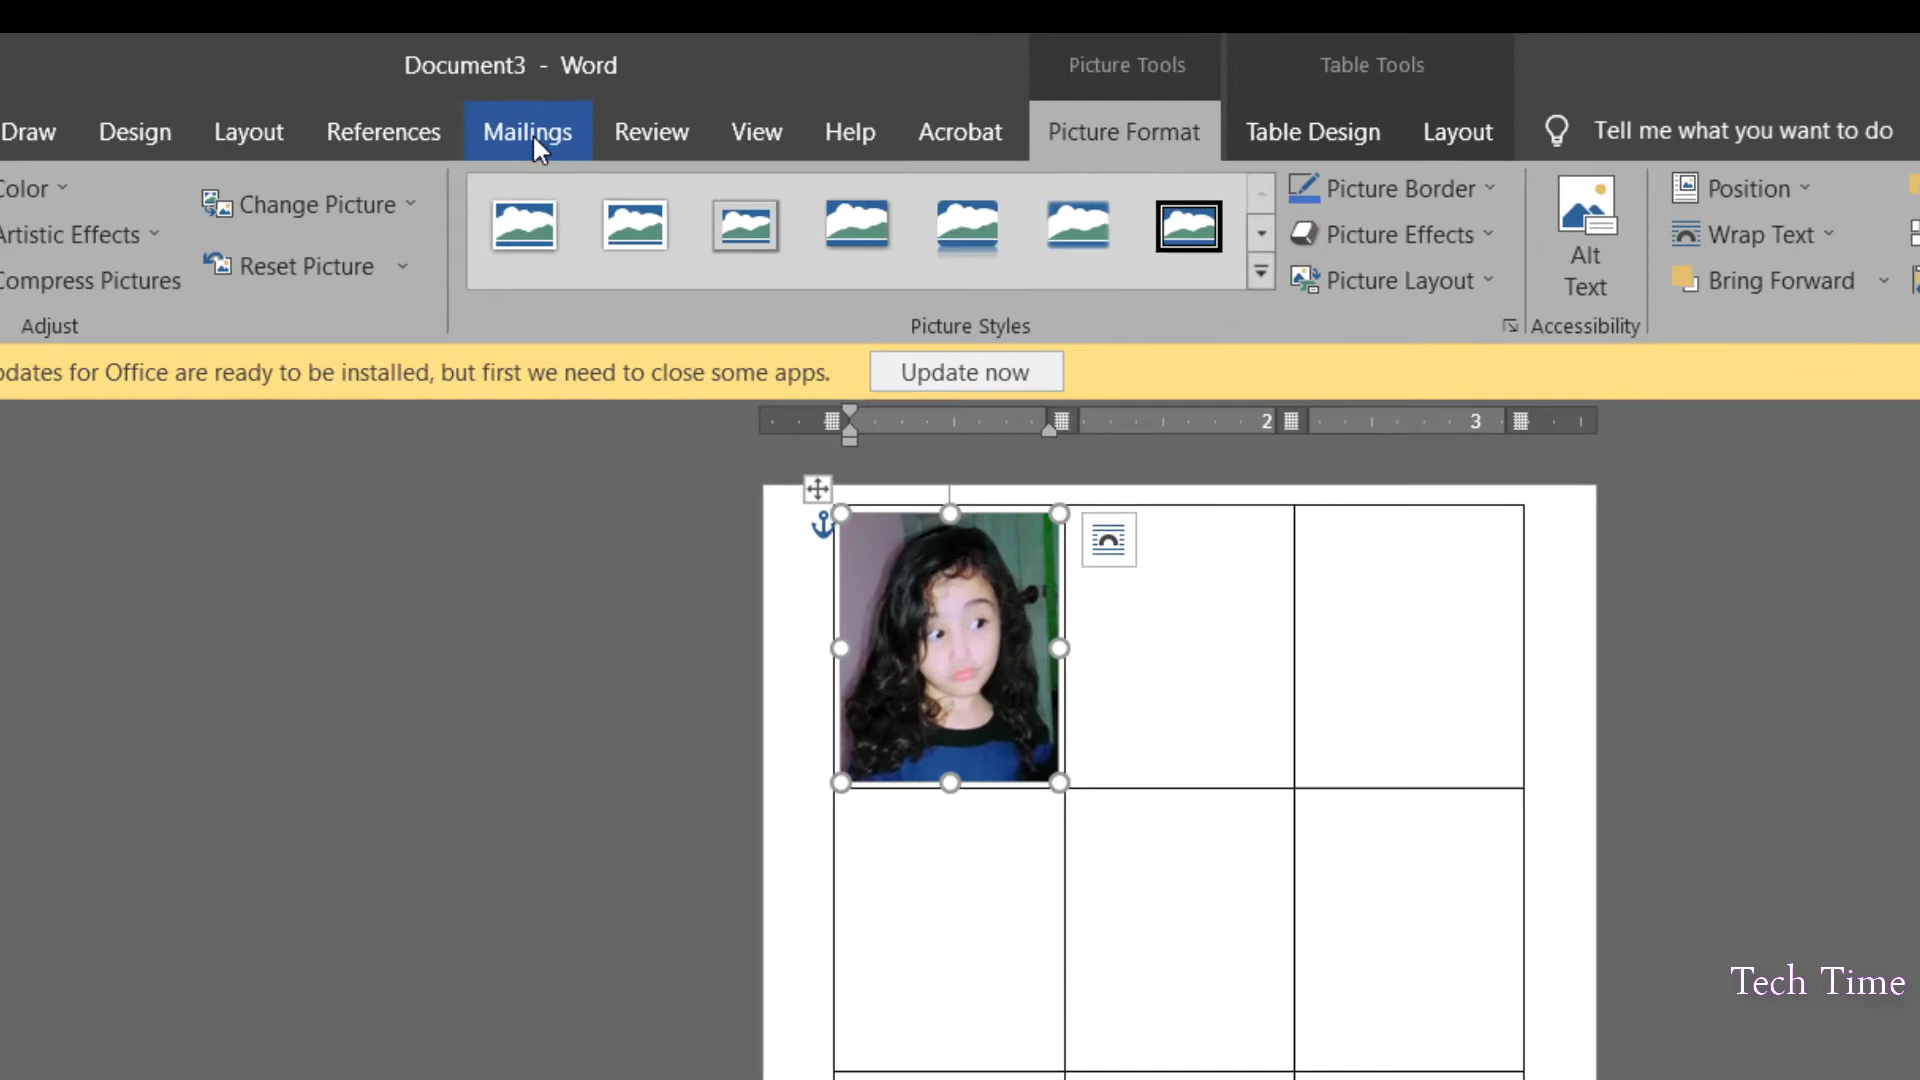 Document3 - Word
Picture Tools
Table Tools
Draw
Design
Layout
References
Mailings
Review
View
Help
Acrobat
Picture Format
Table Design
Layout
Tell me what you want to do
Color
Artistic Effects
Compress Pictures
Change Picture
Reset Picture
Adjust
Picture Styles
Picture Border
Picture Effects
Picture Layout
Alt
Text
Accessibility
Position
Wrap Text
Bring Forward
pdates for Office are ready to be installed, but first we need to close some apps.
Update now
2
3
Tech Time